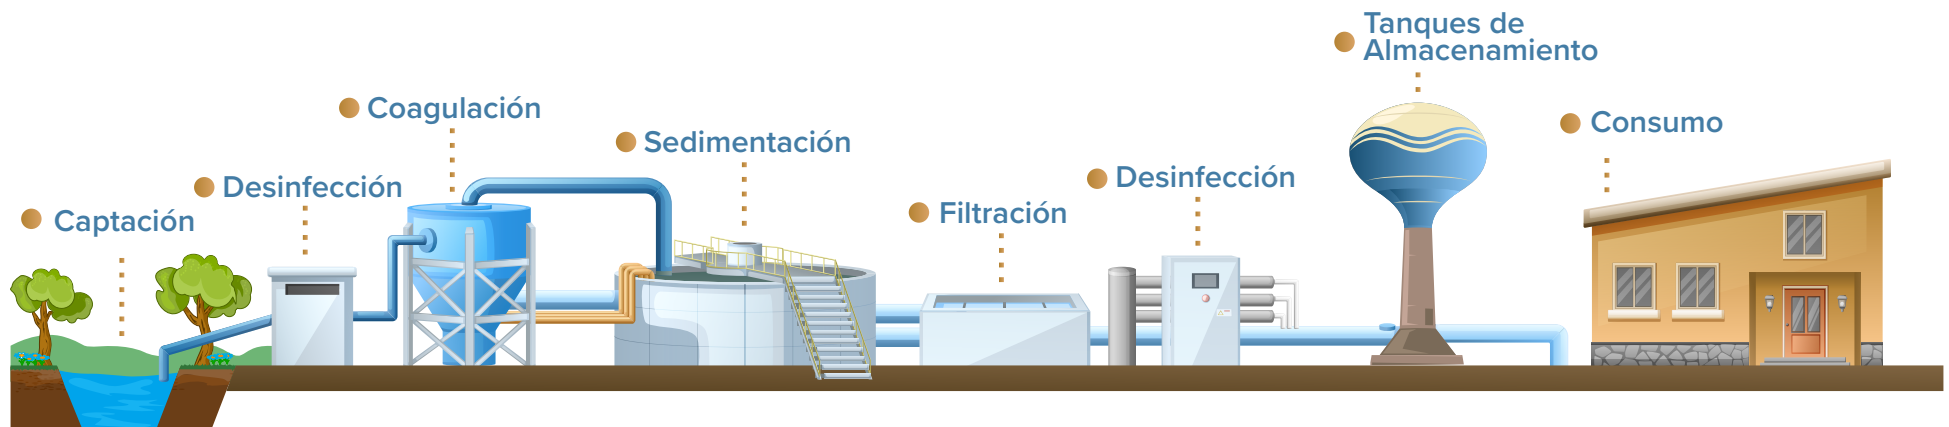 Captación
Desinfección
Coagulación
Sedimentación
Filtración
Desinfección
Tanques de
Almacenamiento
Consumo